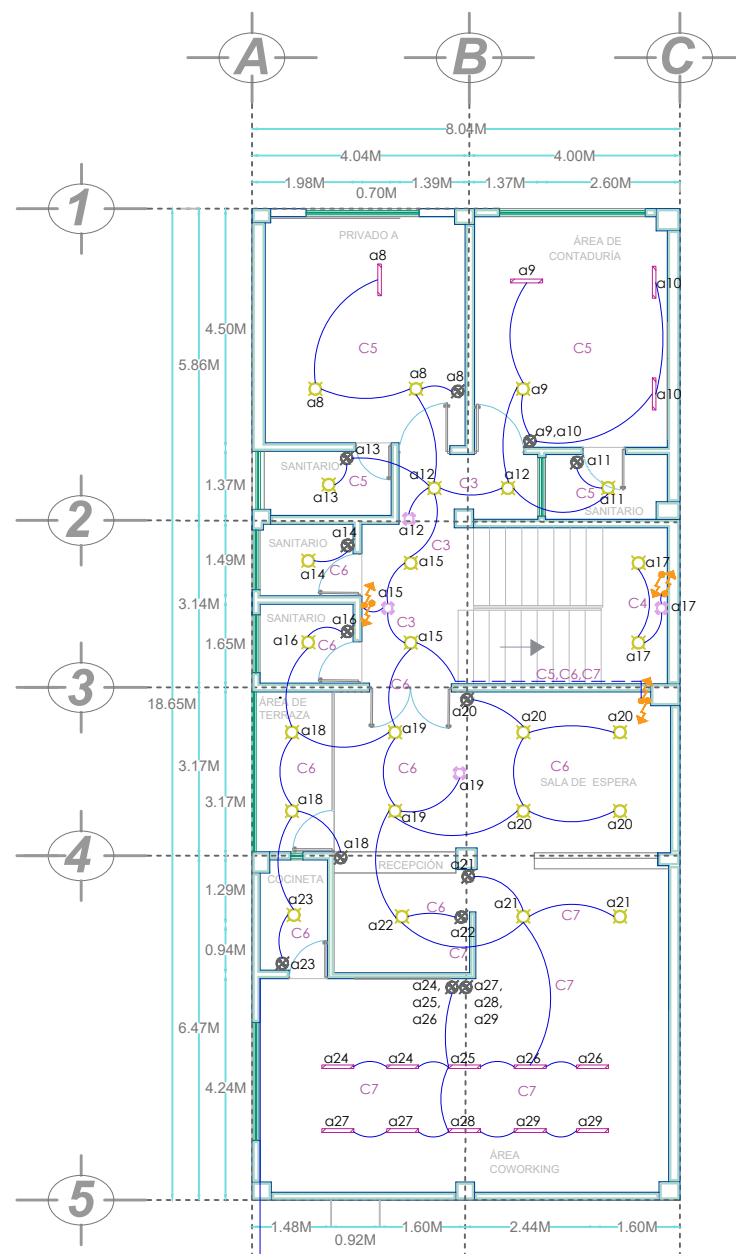 A B C
8.04M
4.04M 4.00M
1.98M 1.39M 1.37M 2.60M
0.70M
1
PRIVADO A
ÁREA DE
CONTADURÍA
a8
a9
a10
4.50M
C5
C5
5.86M
a8
a8
a8
a9
a10
a9,a10
a13
SANITARIO
a11
a12
a12
C3
C5
a13
C5
a11
1.37M
SANITARIO
2
a12
a14
SANITARIO
C3
1.49M
a14
C6
a15
a17
3.14M
a15
C4
a17
SANITARIO
a16
C3
1.65M
a16
C6
a15
a17
C5,C6,C7
3
18.65M
C6
ÁREA DE
TERRAZA
a20
a18
a19
a20
a20
3.17M
C6
C6
a19
C6
SALA DE ESPERA
3.17M
a18
a19
a20
a20
4
a18
RECEPCIÓN
a21
COCINETA
1.29M
a23
C6
a21
a21
C6
a22
a22
C7
0.94M
C7
a23
a24,
a25,
a26
a27,
a28,
a29
C7
6.47M
a24 a24 a25 a26 a26
4.24M
C7
C7
a27 a27 a28 a29 a29
ÁREA
COWORKING
5
1.48M 1.60M 2.44M 1.60M
0.92M